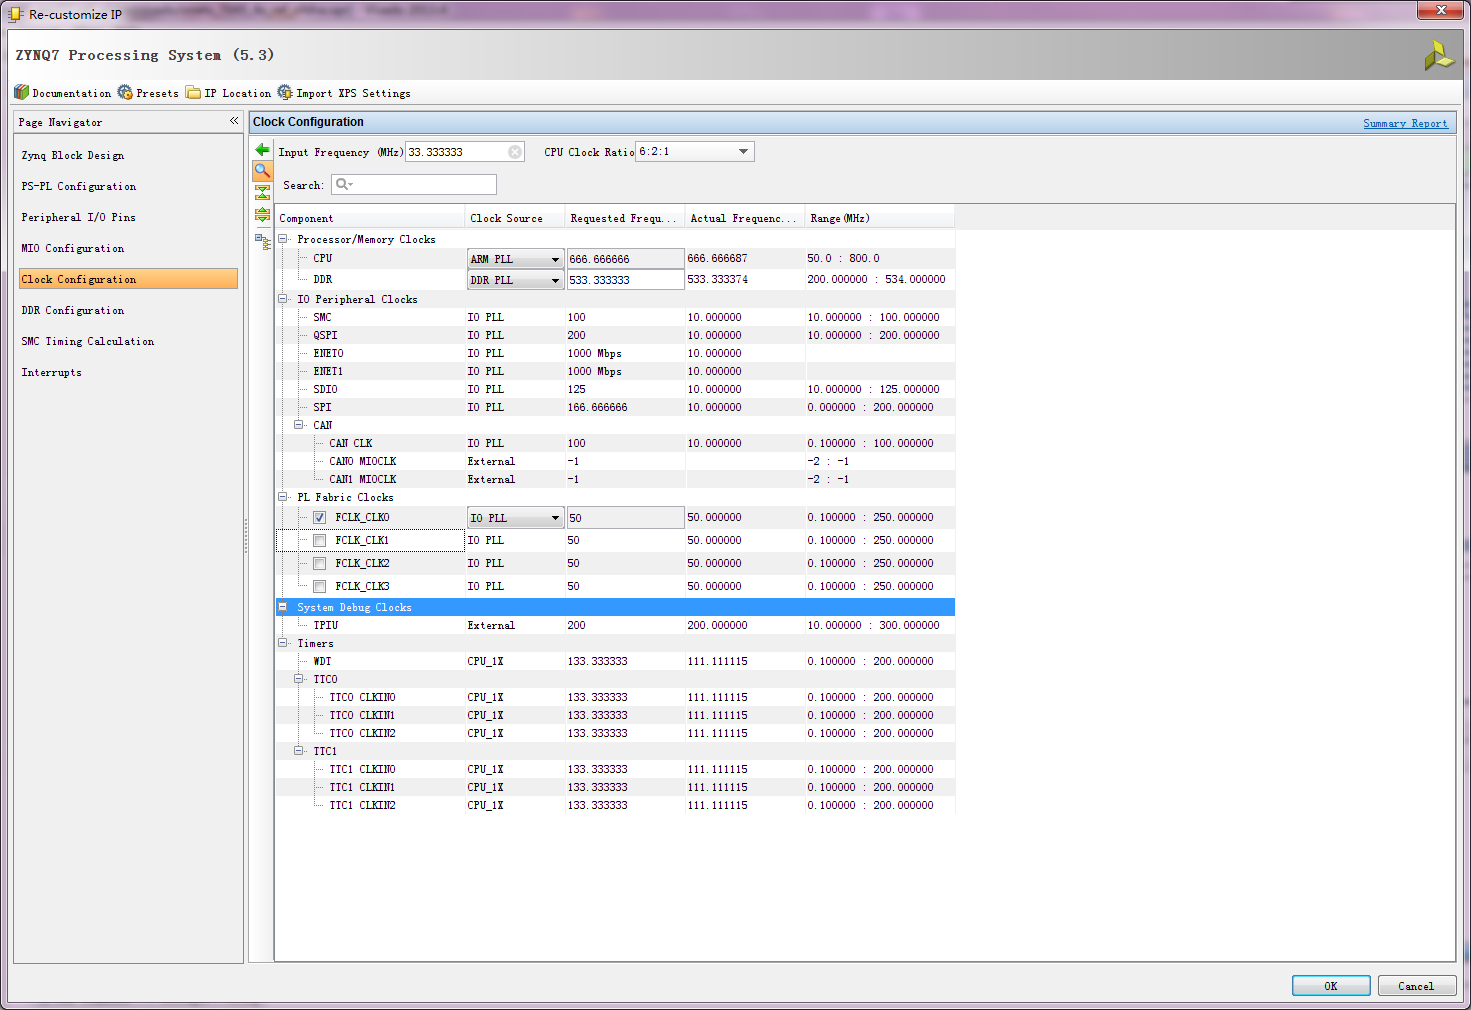 Re-customize IP
ZYNQ7 Processing System (5.3)
Documentation Presets IP Location Import XPS Settings
Page Navigator «
Zynq Block Design
PS-PL Configuration
Peripheral I/O Pins
MIO Configuration
Clock Configuration
DDR Configuration
SMC Timing Calculation
Interrupts
Clock Configuration Summary Report
Input Frequency (MHz) 33.333333 CPU Clock Ratio 6:2:1
Search:
Component Clock Source Requested Frequ... Actual Frequenc... Range(MHz)
Processor/Memory Clocks
CPU ARM PLL 666.666666 666.666687 50.0 : 800.0
DDR DDR PLL 533.333333 533.333374 200.000000 : 534.000000
IO Peripheral Clocks
SMC IO PLL 100 10.000000 10.000000 : 100.000000
QSPI IO PLL 200 10.000000 10.000000 : 200.000000
ENET0 IO PLL 1000 Mbps 10.000000
ENET1 IO PLL 1000 Mbps 10.000000
SDIO IO PLL 125 10.000000 10.000000 : 125.000000
SPI IO PLL 166.666666 10.000000 0.000000 : 200.000000
CAN
CAN CLK IO PLL 100 10.000000 0.100000 : 100.000000
CAN0 MIOCLK External -1 -2 : -1
CAN1 MIOCLK External -1 -2 : -1
PL Fabric Clocks
FCLK_CLK0 IO PLL 50 50.000000 0.100000 : 250.000000
FCLK_CLK1 IO PLL 50 50.000000 0.100000 : 250.000000
FCLK_CLK2 IO PLL 50 50.000000 0.100000 : 250.000000
FCLK_CLK3 IO PLL 50 50.000000 0.100000 : 250.000000
System Debug Clocks
TPIU External 200 200.000000 10.000000 : 300.000000
Timers
WDT CPU_1X 133.333333 111.111115 0.100000 : 200.000000
TTC0
TTC0 CLKIN0 CPU_1X 133.333333 111.111115 0.100000 : 200.000000
TTC0 CLKIN1 CPU_1X 133.333333 111.111115 0.100000 : 200.000000
TTC0 CLKIN2 CPU_1X 133.333333 111.111115 0.100000 : 200.000000
TTC1
TTC1 CLKIN0 CPU_1X 133.333333 111.111115 0.100000 : 200.000000
TTC1 CLKIN1 CPU_1X 133.333333 111.111115 0.100000 : 200.000000
TTC1 CLKIN2 CPU_1X 133.333333 111.111115 0.100000 : 200.000000
OK Cancel